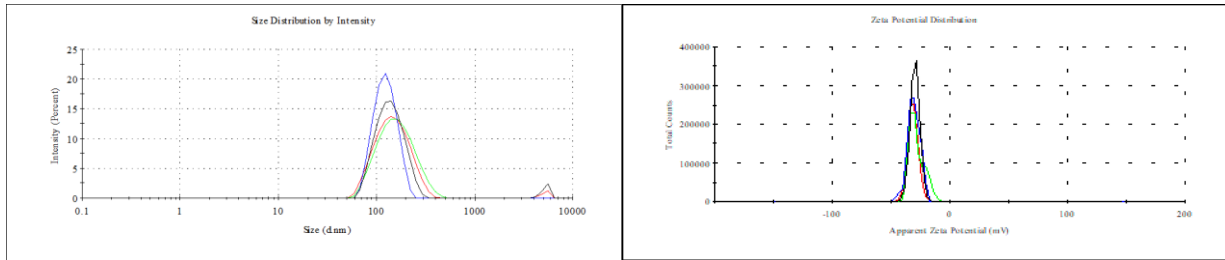 Size Distribution by Intensity
25
20
15
10
5
0
Intensity (Percent)
0.1 1 10 100 1000 10000
Size (d.nm)
Zeta Potential Distribution
400000
300000
200000
100000
0
Total Counts
-100 0 100 200
Apparent Zeta Potential (mV)